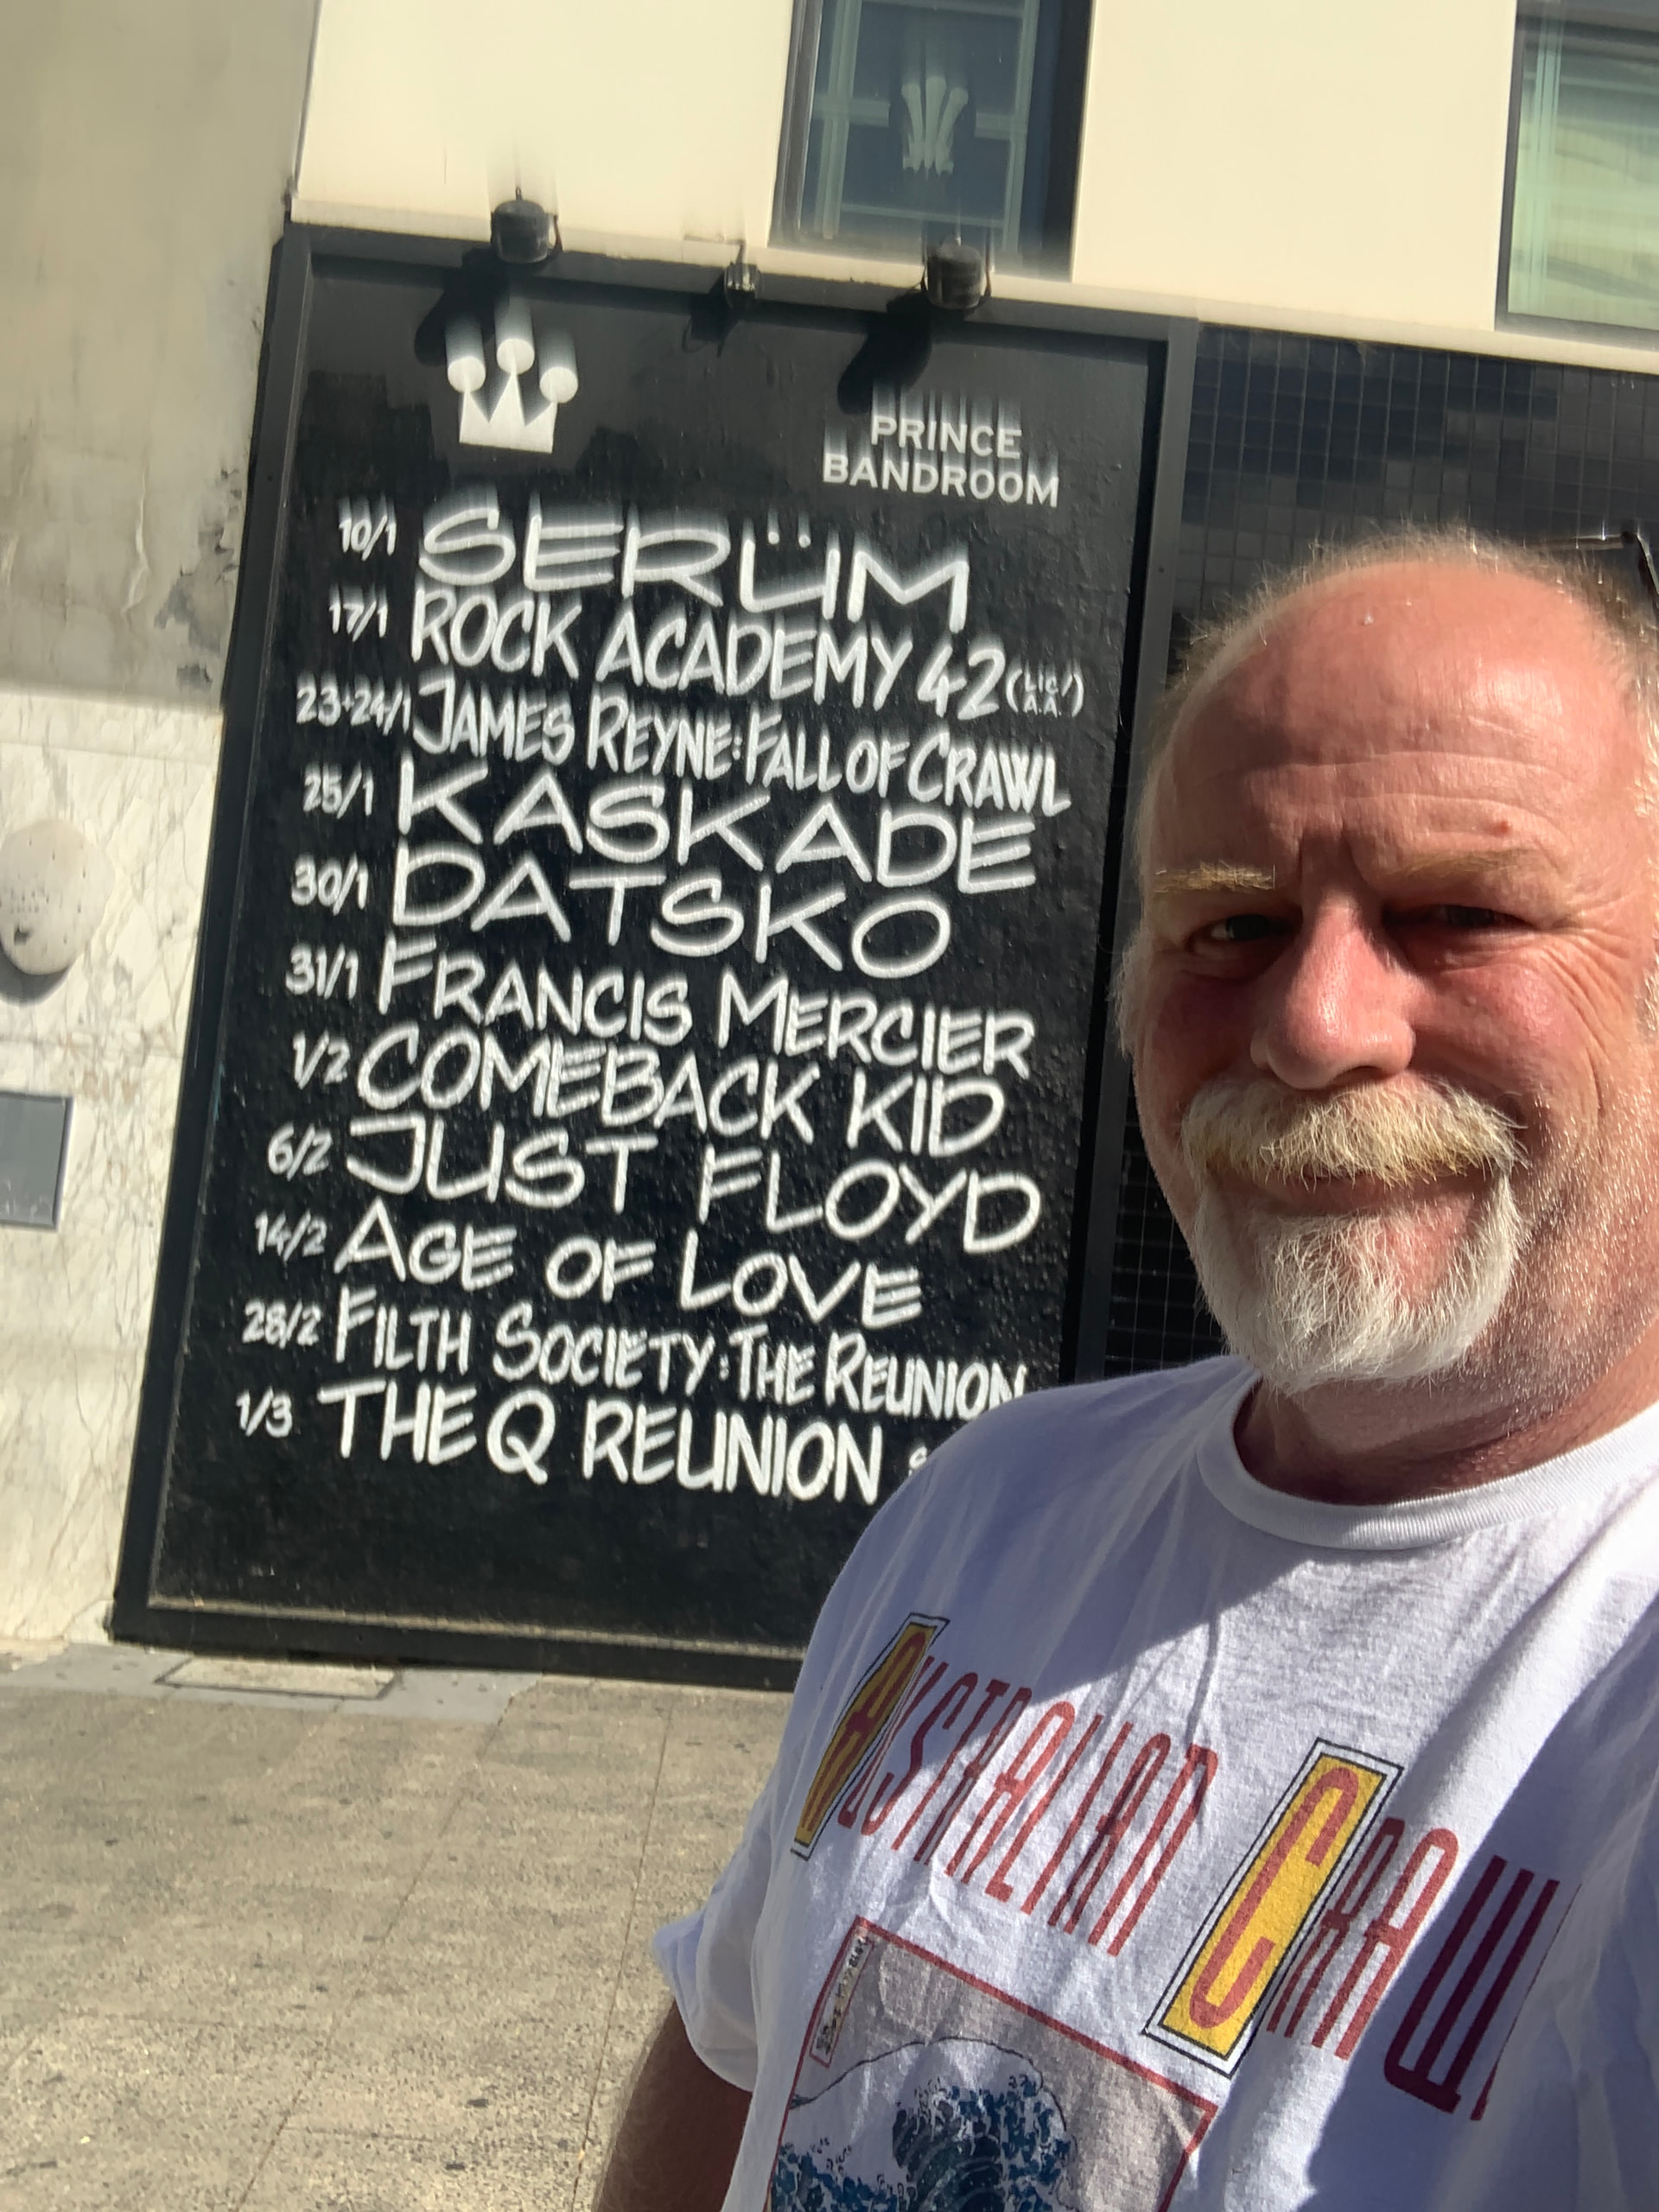 PRINCE
BANDROOM
10/1 SERÜM
17/1 ROCK ACADEMY 42 (LIC/A.A.)
23+24/1 JAMES REYNE: FALL OF CRAWL
25/1 KASKADE
30/1 DATSKO
31/1 FRANCIS MERCIER
1/2 COMEBACK KID
6/2 JUST FLOYD
14/2 AGE OF LOVE
28/2 FILTH SOCIETY: THE REUNION
1/3 THE Q REUNION
AUSTRALIAN CRAWL